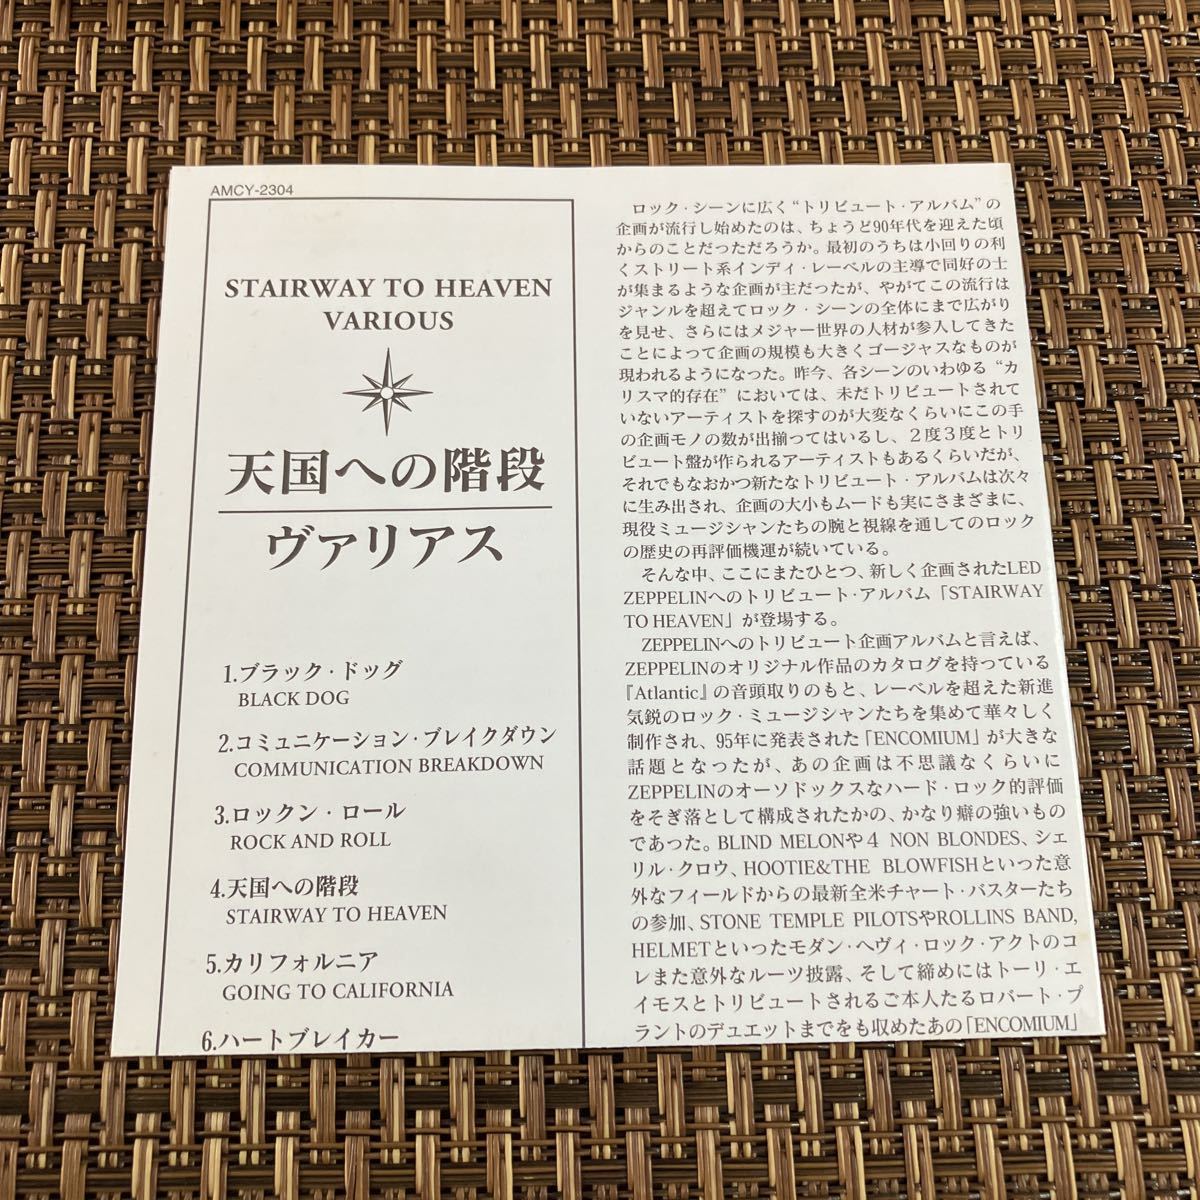 AMCY-2304
STAIRWAY TO HEAVEN
VARIOUS
天国への階段
ヴァリアス
1.ブラック・ドッグ
BLACK DOG
2.コミュニケーション・ブレイクダウン
COMMUNICATION BREAKDOWN
3.ロックン・ロール
ROCK AND ROLL
4.天国への階段
STAIRWAY TO HEAVEN
5.カリフォルニア
GOING TO CALIFORNIA
6.ハートブレイカー
ロック・シーンに広く“トリビュート・アルバム”の
企画が流行し始めたのは、ちょうど90年代を迎えた頃
からのことだっただろうか。最初のうちは小回りの利
くストリート系インディ・レーベルの主導で同好の士
が集まるような企画が主だったが、やがてこの流行は
ジャンルを超えてロック・シーンの全体にまで広がり
を見せ、さらにはメジャー世界の人材が参入してきた
ことによって企画の規模も大きくゴージャスなものが
現われるようになった。昨今、各シーンのいわゆる“カ
リスマ的存在”においては、未だトリビュートされて
いないアーティストを探すのが大変なくらいにこの手
の企画モノの数が出揃ってはいるし、２度３度とトリ
ビュート盤が作られるアーティストもあるくらいだが、
それでもなおかつ新たなトリビュート・アルバムは次々
に生み出され、企画の大小もムードも実にさまざまに、
現役ミュージシャンたちの腕と視線を通してのロック
の歴史の再評価機運が続いている。
そんな中、ここにまたひとつ、新しく企画されたLED
ZEPPELINへのトリビュート・アルバム「STAIRWAY
TO HEAVEN」が登場する。
ZEPPELINへのトリビュート企画アルバムと言えば、
ZEPPELINのオリジナル作品のカタログを持っている
『Atlantic』の音頭取りのもと、レーベルを超えた新進
気鋭のロック・ミュージシャンたちを集めて華々しく
制作され、95年に発表された「ENCOMIUM」が大きな
話題となったが、あの企画は不思議なくらいに
ZEPPELINのオーソドックスなハード・ロック的評価
をそぎ落として構成されたかの、かなり癖の強いもの
であった。BLIND MELONや４ NON BLONDES、シェ
リル・クロウ、HOOTIE&THE BLOWFISHといった意
外なフィールドからの最新全米チャート・バスターたち
の参加、STONE TEMPLE PILOTSやROLLINS BAND,
HELMETといったモダン・ヘヴィ・ロック・アクトのコ
レまた意外なルーツ披露、そして締めにはトーリ・エ
イモスとトリビュートされるご本人たるロバート・プ
ラントのデュエットまでをも収めたあの「ENCOMIUM」